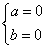 a = 0
b = 0